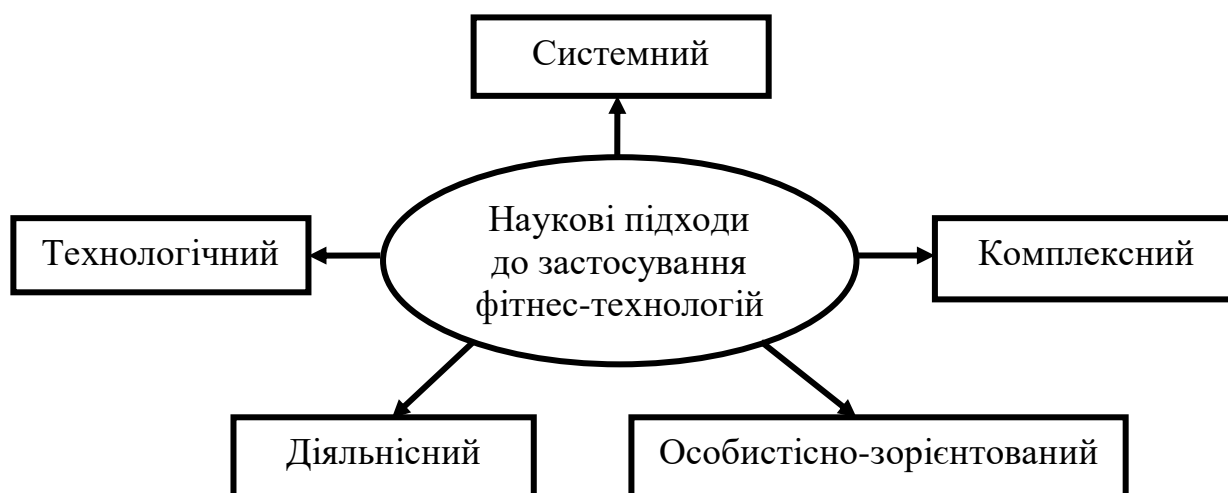 Системний
Наукові підходи
до застосування
фітнес-технологій
Технологічний
Комплексний
Діяльнісний
Особистісно-зорієнтований